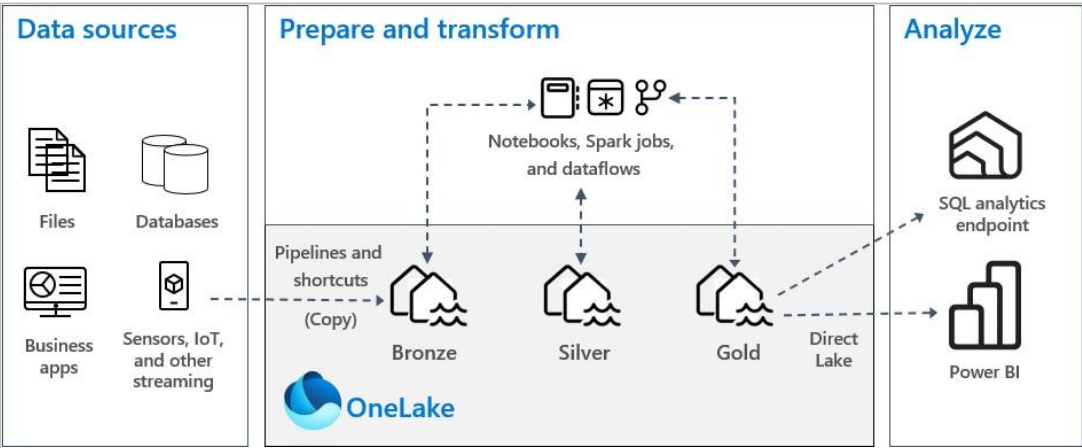 Data sources
Prepare and transform
Analyze
Files
Databases
Business
apps
Sensors, IoT,
and other
streaming
Notebooks, Spark jobs,
and dataflows
Pipelines and
shortcuts
(Copy)
Bronze
Silver
Gold
Direct
Lake
OneLake
SQL analytics
endpoint
Power BI